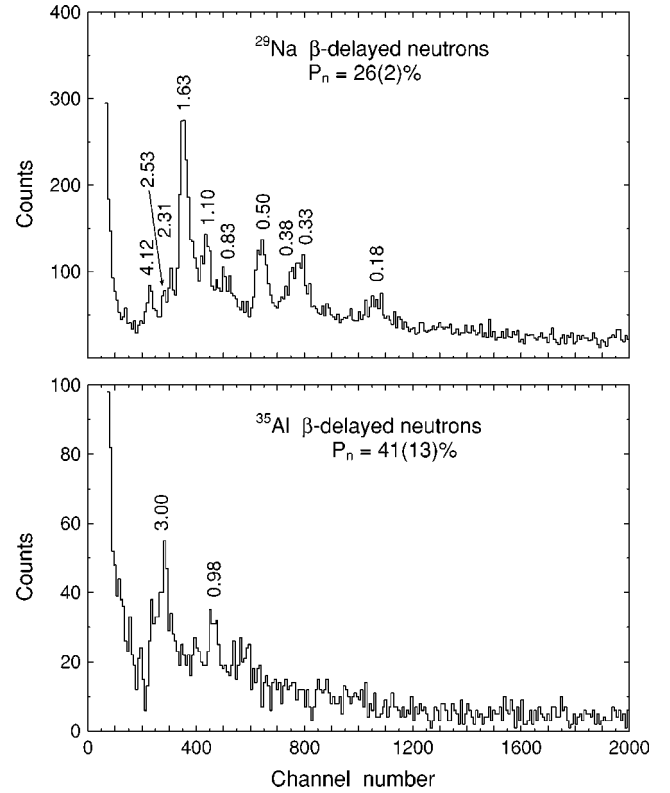 400
300
200
100
Counts
²⁹Na β-delayed neutrons
Pₙ = 26(2)%
4.12
2.53
2.31
1.63
1.10
0.83
0.50
0.38
0.33
0.18
100
80
60
40
20
0
Counts
³⁵Al β-delayed neutrons
Pₙ = 41(13)%
3.00
0.98
0 400 800 1200 1600 2000
Channel number